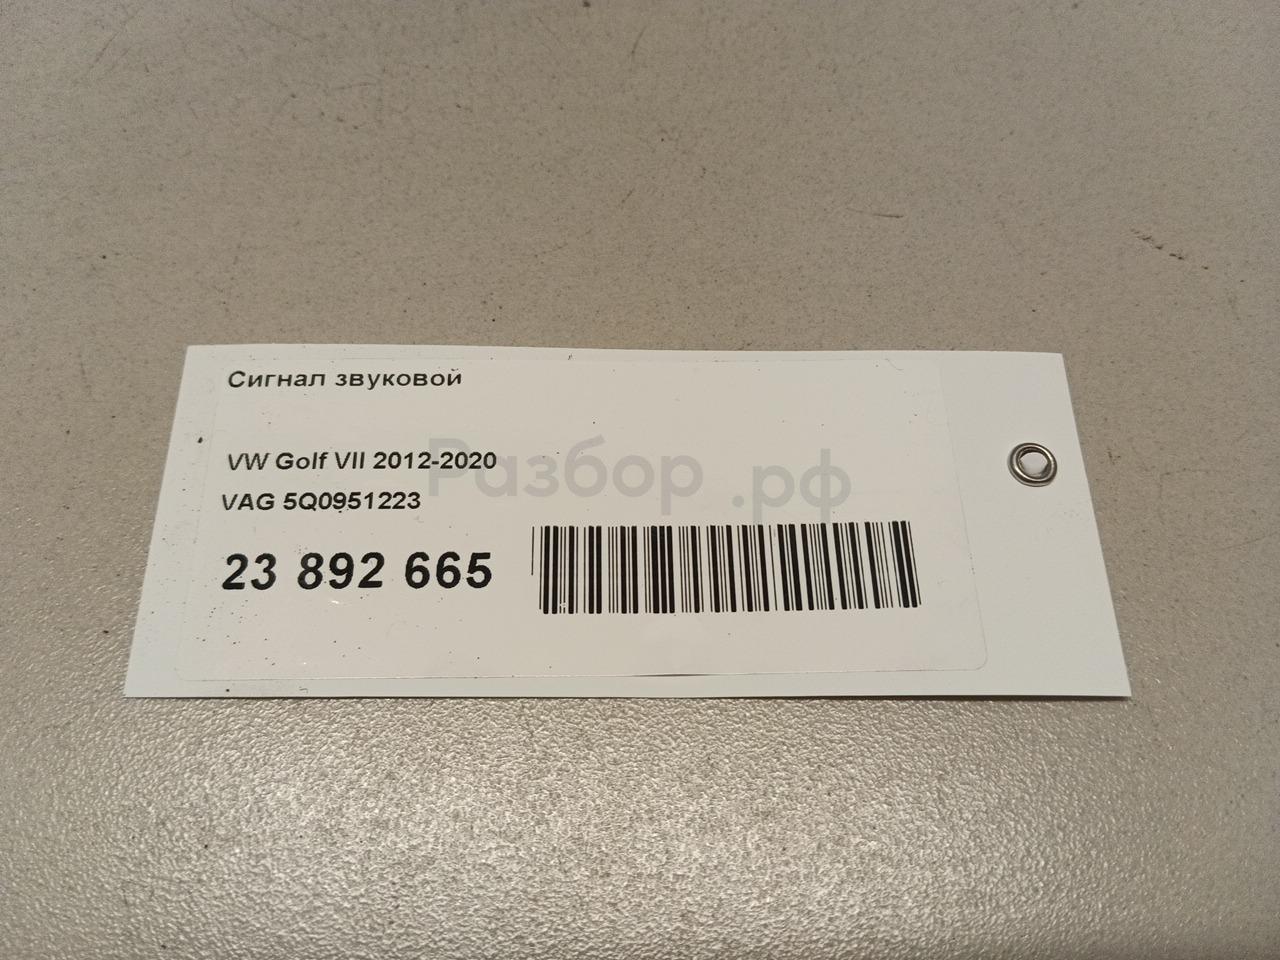 Сигнал звуковой
VW Golf VII 2012-2020
Разбор.рф
VAG 5Q0951223
23 892 665